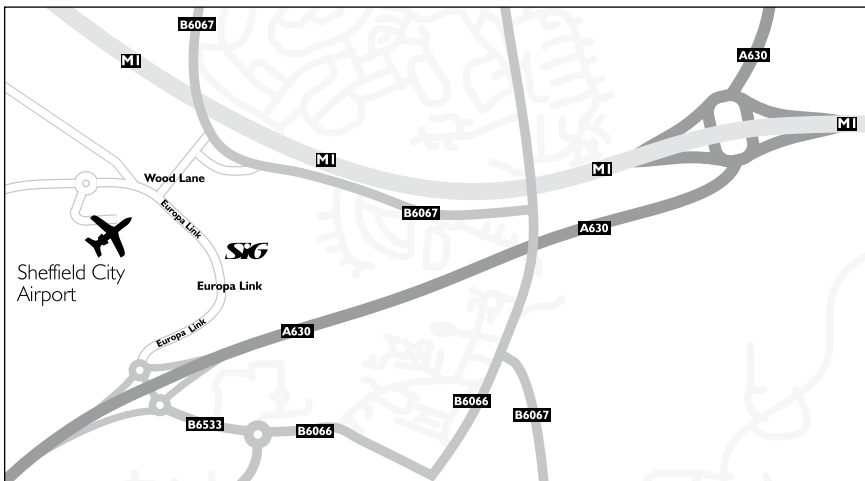 B6067
M1
A630
M1
M1
M1
Wood Lane
Europa Link
B6067
A630
SIG
Sheffield City
Airport
Europa Link
Europa Link
A630
B6066
B6067
B6533
B6066